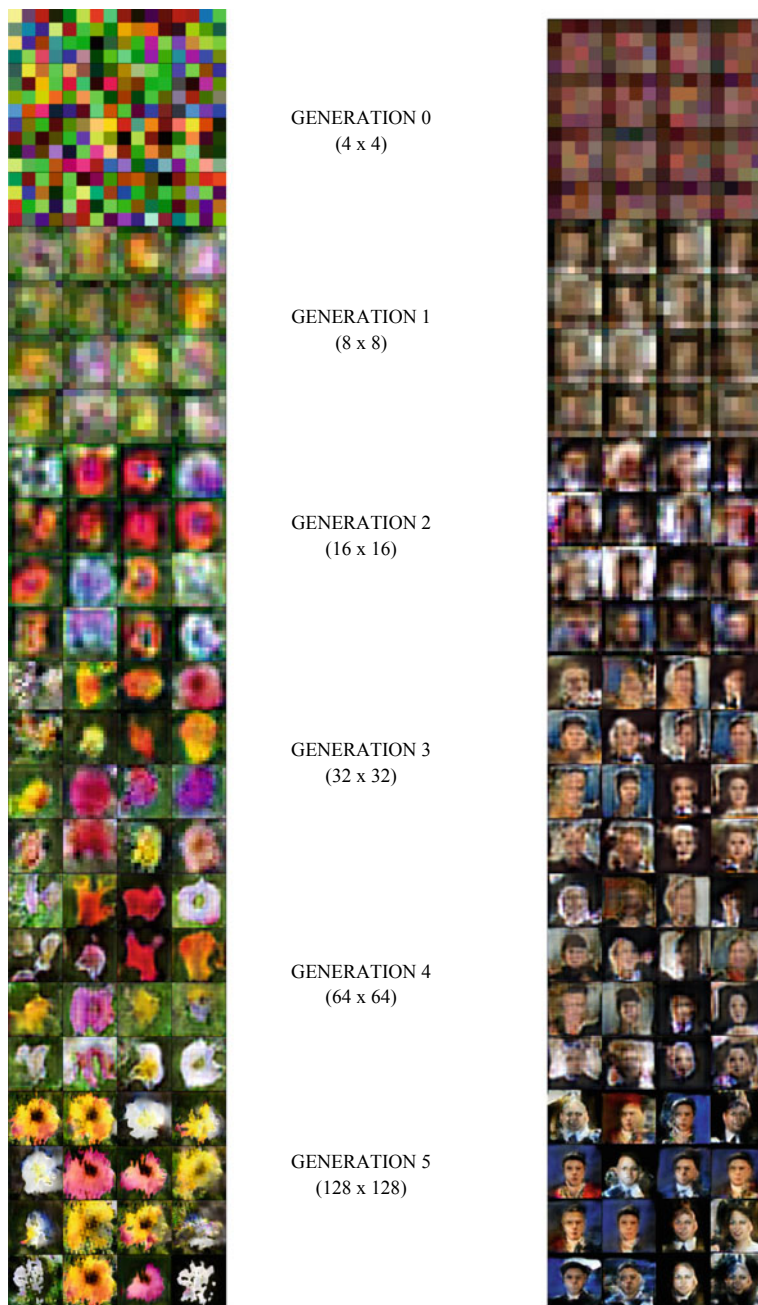 GENERATION 0
(4 x 4)
GENERATION 1
(8 x 8)
GENERATION 2
(16 x 16)
GENERATION 3
(32 x 32)
GENERATION 4
(64 x 64)
GENERATION 5
(128 x 128)